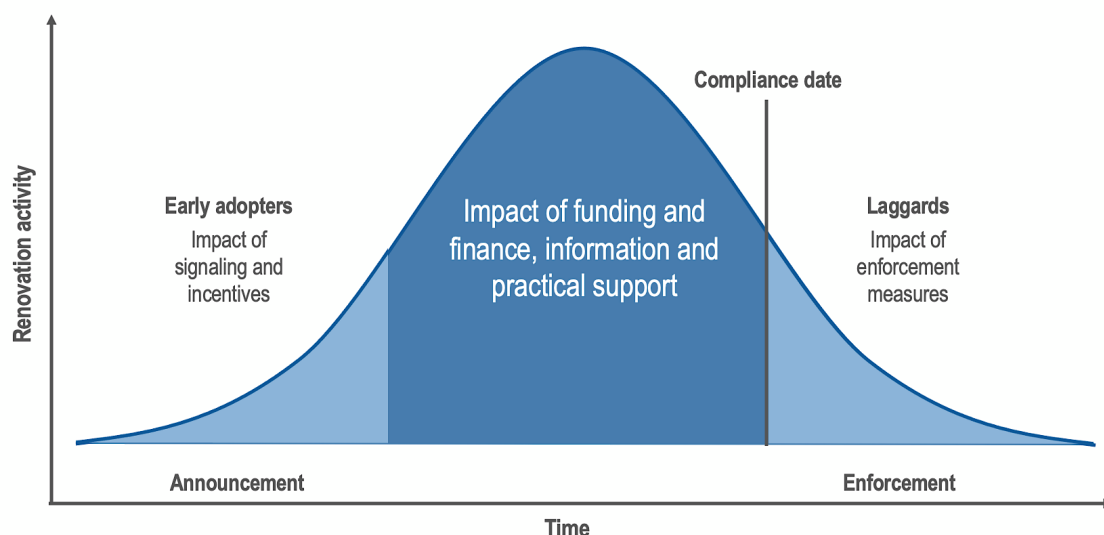 Compliance date
Early adopters
Impact of
signaling and
incentives
Impact of funding and
finance, information and
practical support
Laggards
Impact of
enforcement
measures
Renovation activity
Announcement
Enforcement
Time